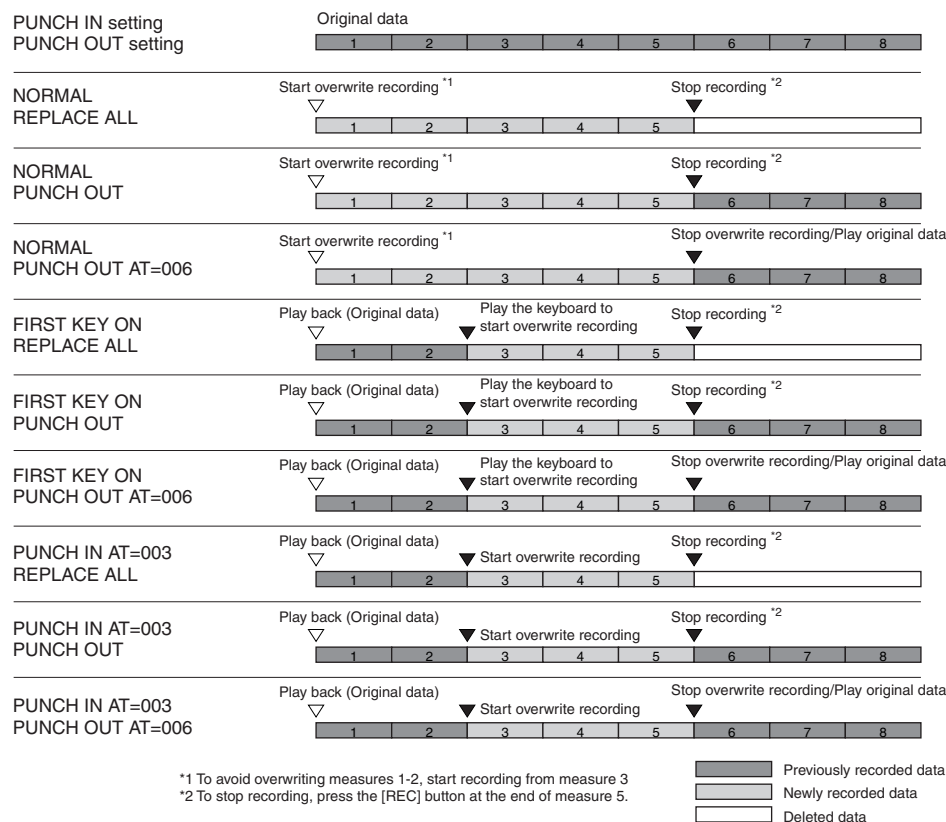 PUNCH IN setting
PUNCH OUT setting
Original data
1 2 3 4 5 6 7 8
NORMAL
REPLACE ALL
Start overwrite recording *1
Stop recording *2
1 2 3 4 5
NORMAL
PUNCH OUT
Start overwrite recording *1
Stop recording *2
1 2 3 4 5 6 7 8
NORMAL
PUNCH OUT AT=006
Start overwrite recording *1
Stop overwrite recording/Play original data
1 2 3 4 5 6 7 8
FIRST KEY ON
REPLACE ALL
Play back (Original data)
Play the keyboard to
start overwrite recording
Stop recording *2
1 2 3 4 5
FIRST KEY ON
PUNCH OUT
Play back (Original data)
Play the keyboard to
start overwrite recording
Stop recording *2
1 2 3 4 5 6 7 8
FIRST KEY ON
PUNCH OUT AT=006
Play back (Original data)
Play the keyboard to
start overwrite recording
Stop overwrite recording/Play original data
1 2 3 4 5 6 7 8
PUNCH IN AT=003
REPLACE ALL
Play back (Original data)
Start overwrite recording
Stop recording *2
1 2 3 4 5
PUNCH IN AT=003
PUNCH OUT
Play back (Original data)
Start overwrite recording
Stop recording *2
1 2 3 4 5 6 7 8
PUNCH IN AT=003
PUNCH OUT AT=006
Play back (Original data)
Start overwrite recording
Stop overwrite recording/Play original data
1 2 3 4 5 6 7 8
*1 To avoid overwriting measures 1-2, start recording from measure 3
*2 To stop recording, press the [REC] button at the end of measure 5.
Previously recorded data
Newly recorded data
Deleted data